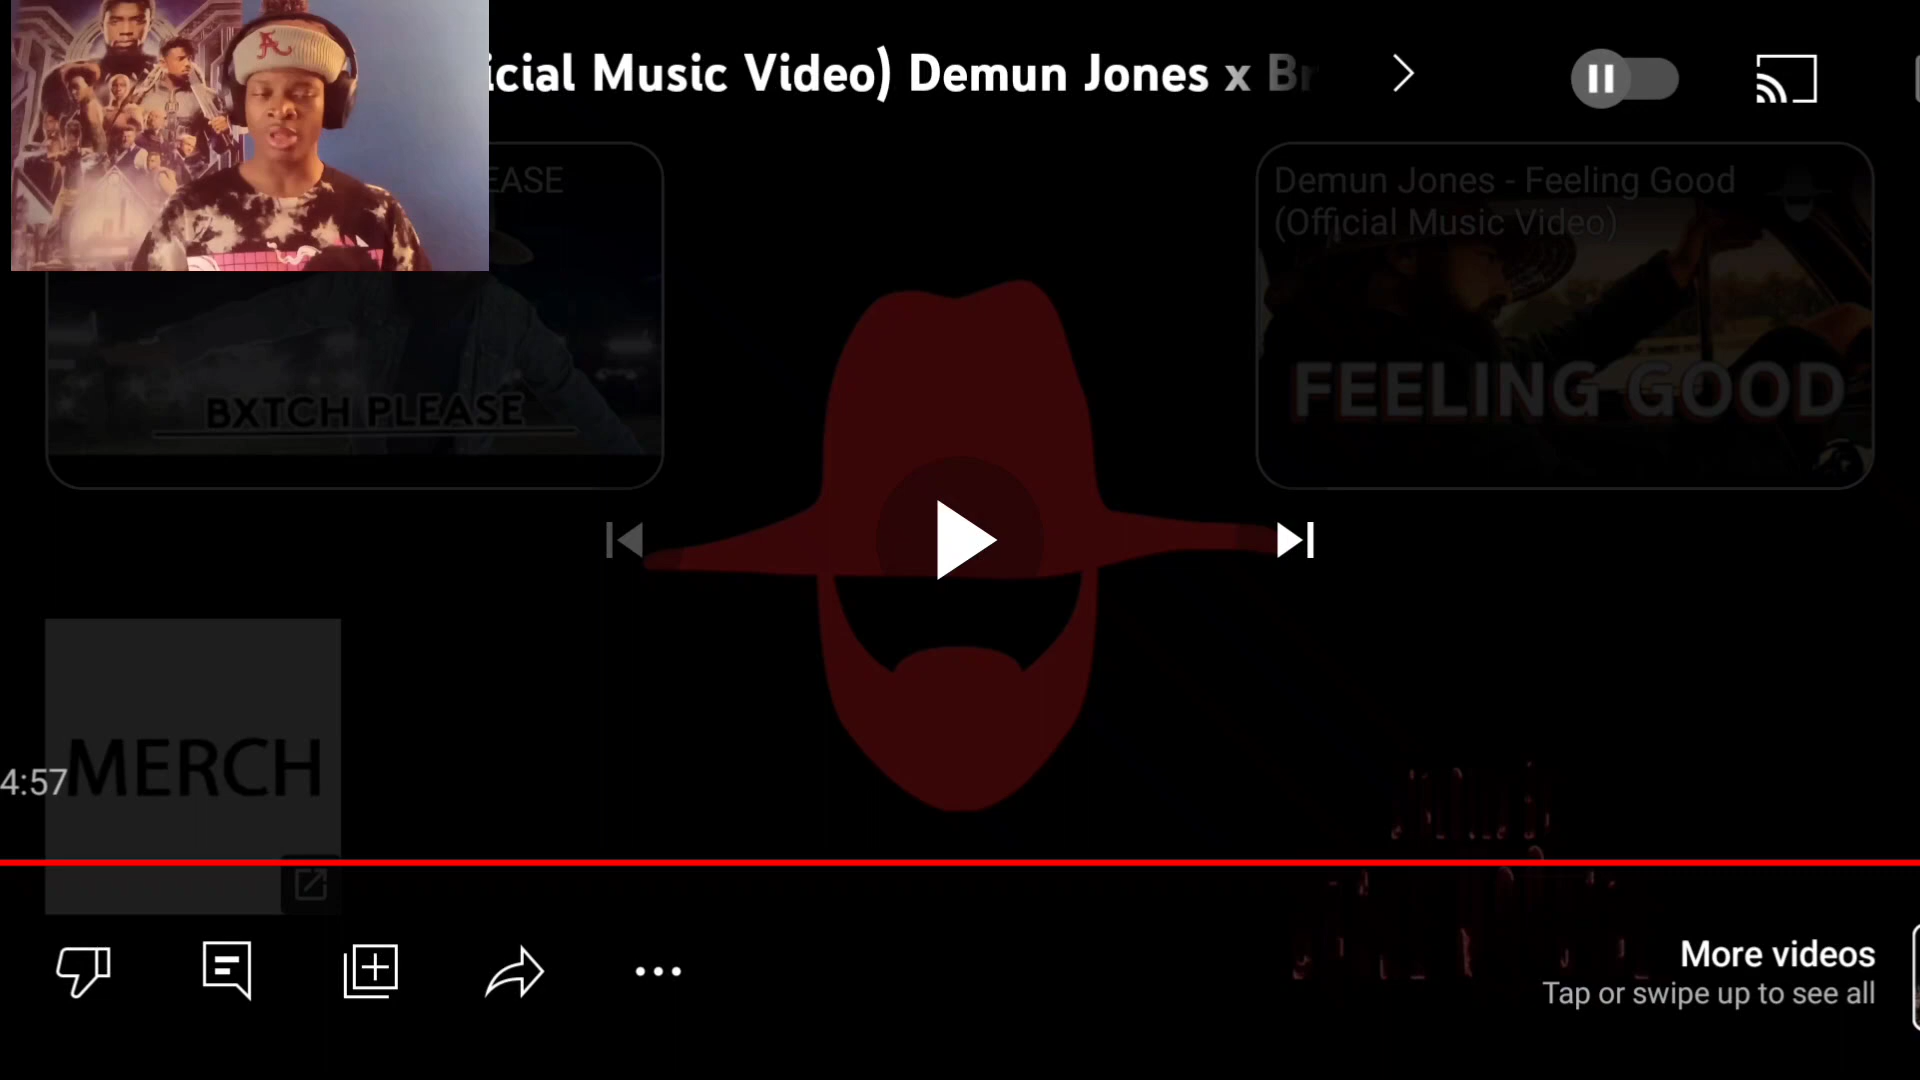 icial Music Video) Demun Jones x Br
EASE
BXTCH PLEASE
Demun Jones - Feeling Good
(Official Music Video)
FEELING GOOD
MERCH
4:57
More videos
Tap or swipe up to see all